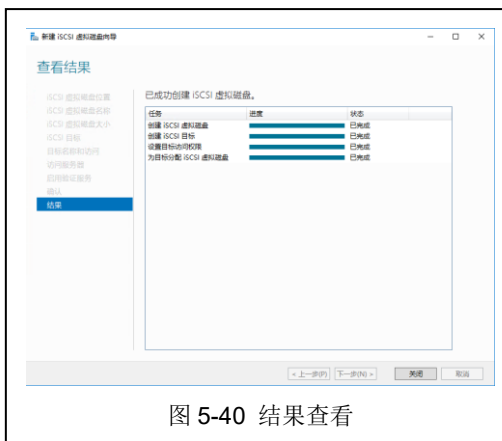 新建 iSCSI 虚拟磁盘向导
查看结果
iSCSI 虚拟磁盘位置
iSCSI 虚拟磁盘名称
iSCSI 虚拟磁盘大小
iSCSI 目标
目标名称和访问
访问服务器
启用验证服务
确认
结果
已成功创建 iSCSI 虚拟磁盘。
任务 进度 状态
创建 iSCSI 虚拟磁盘 已完成
创建 iSCSI 目标 已完成
设置目标访问权限 已完成
为目标分配 iSCSI 虚拟磁盘 已完成
< 上一步(P) 下一步(N) > 关闭 取消
图 5-40 结果查看